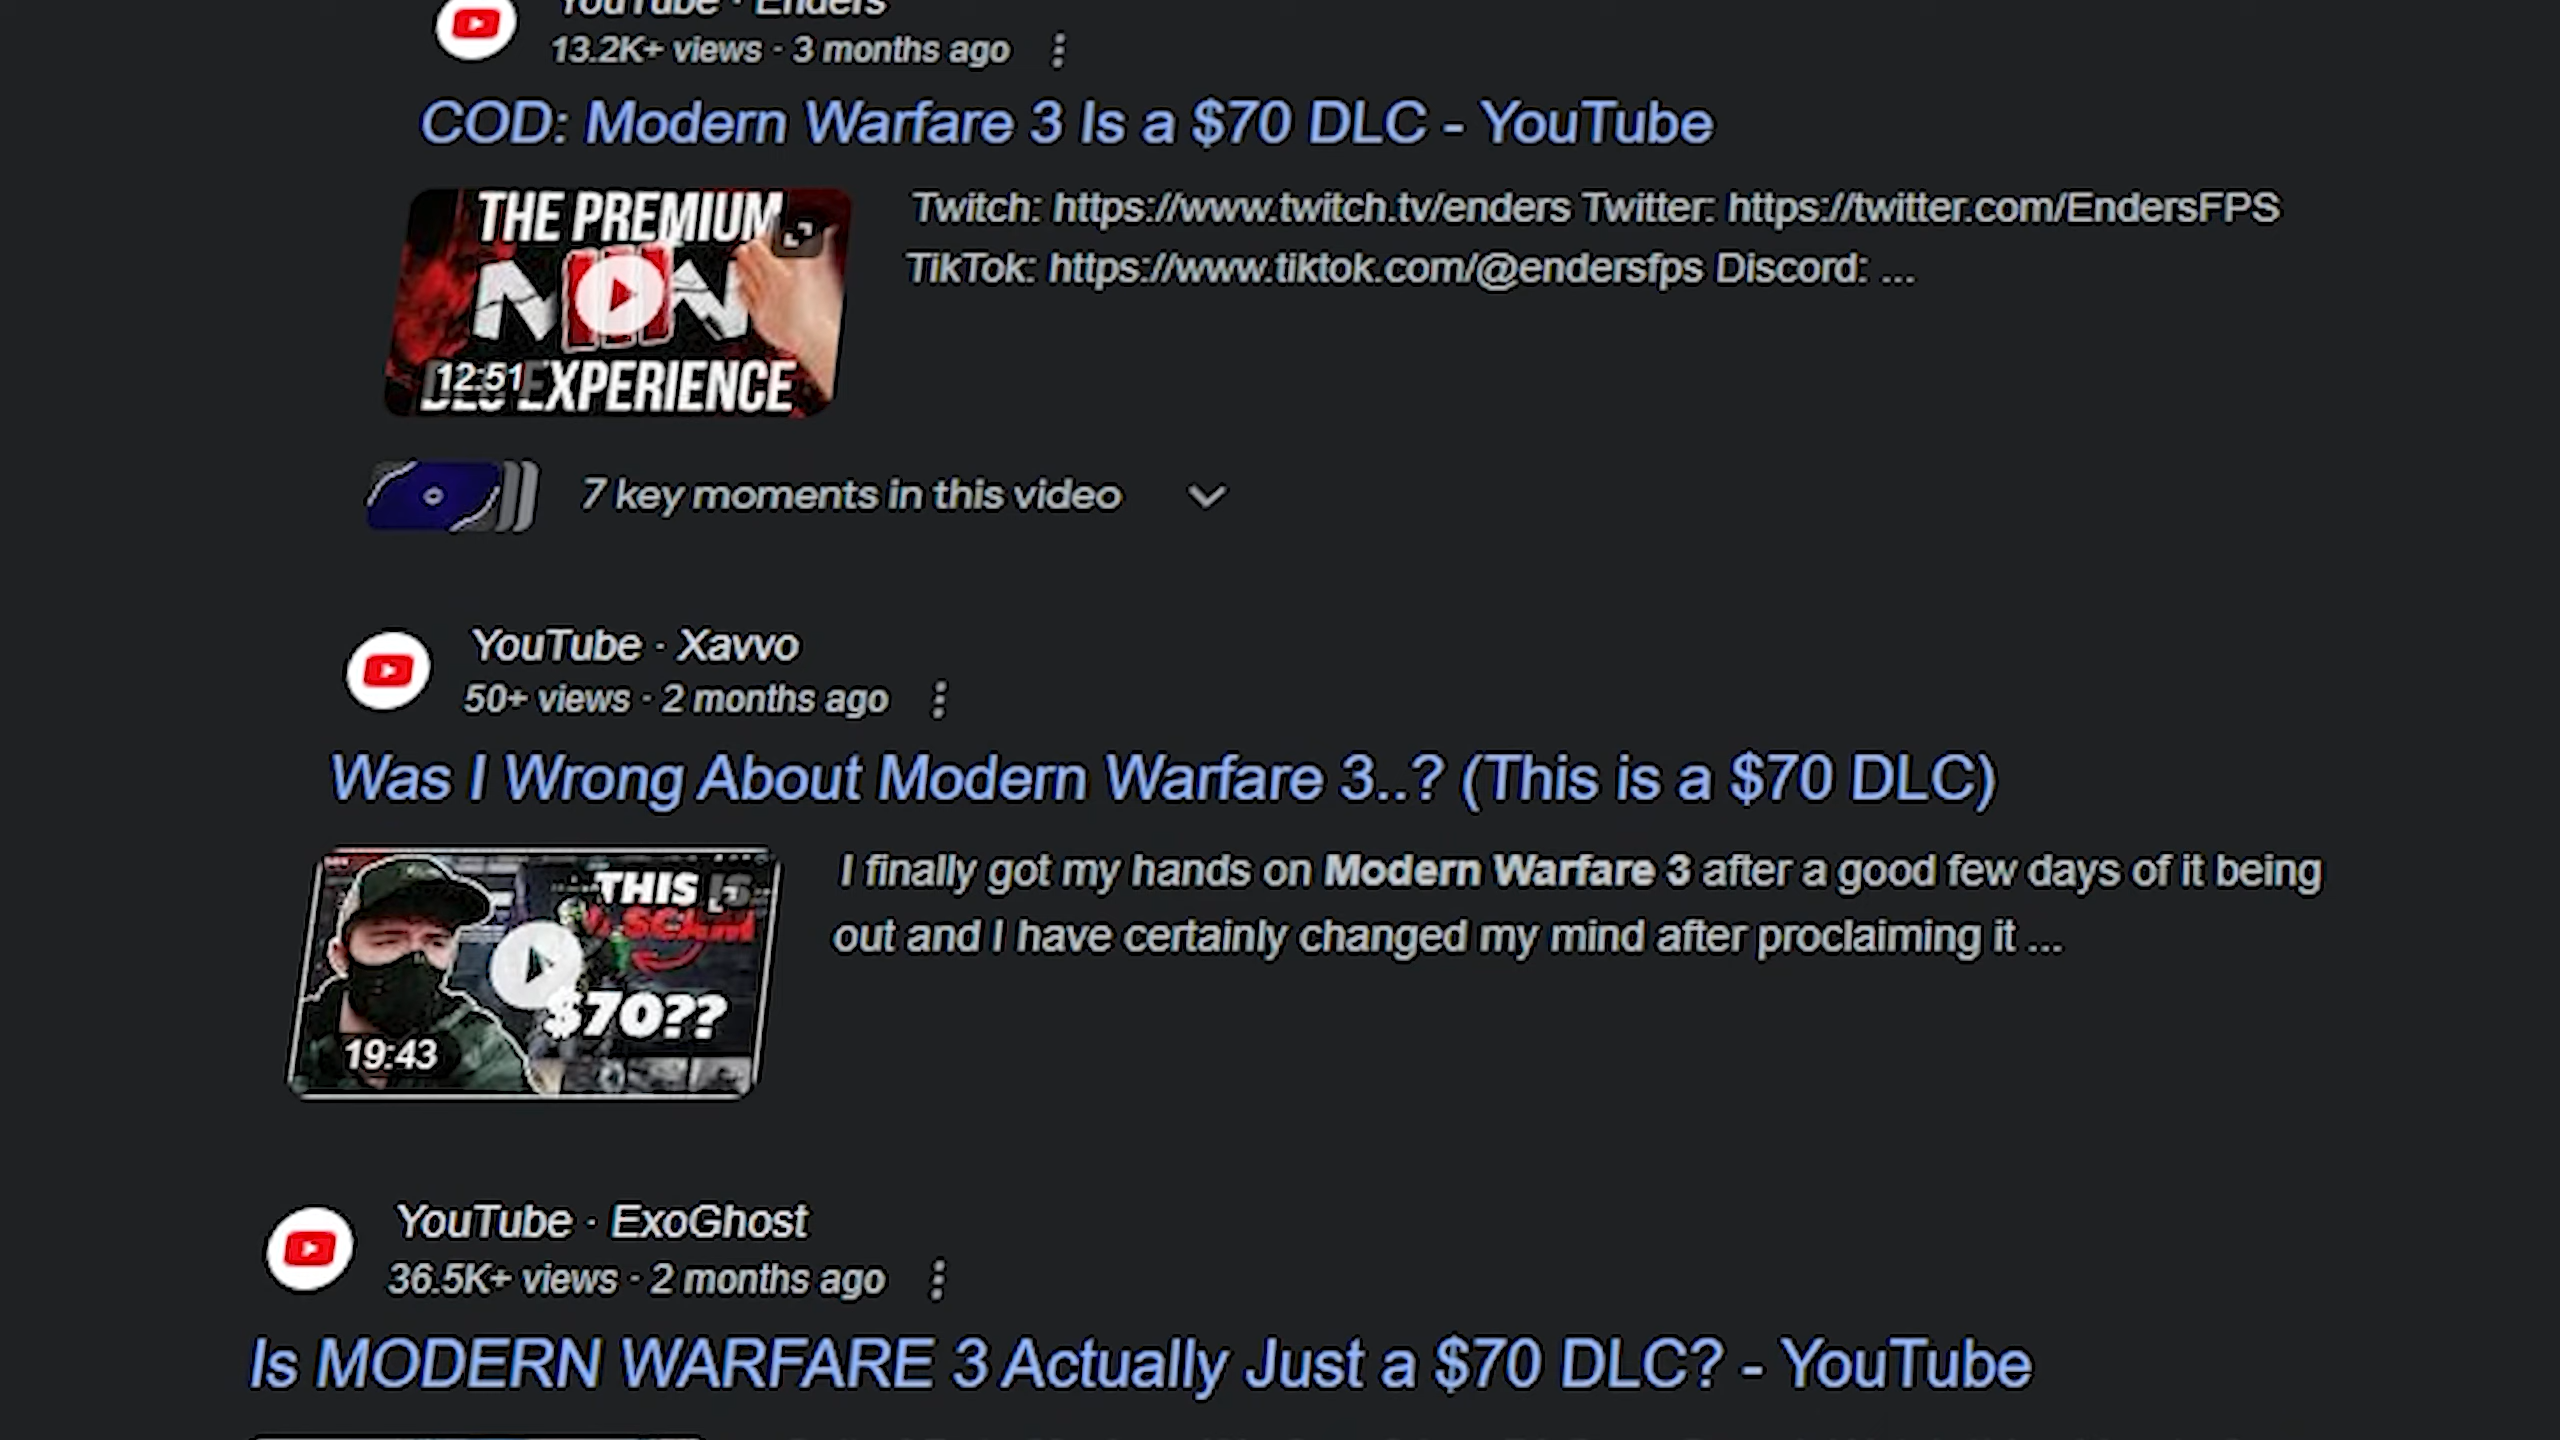 YouTube · Enders
13.2K+ views · 3 months ago
COD: Modern Warfare 3 Is a $70 DLC - YouTube
THE PREMIUM
Twitch: https://www.twitch.tv/enders Twitter: https://twitter.com/EndersFPS
TikTok: https://www.tiktok.com/@endersfps Discord: ...
12:51
EXPERIENCE
7 key moments in this video
YouTube · Xavvo
50+ views · 2 months ago
Was I Wrong About Modern Warfare 3..? (This is a $70 DLC)
I finally got my hands on Modern Warfare 3 after a good few days of it being
out and I have certainly changed my mind after proclaiming it ...
THIS IS
A SCAM
$70??
19:43
YouTube · ExoGhost
36.5K+ views · 2 months ago
Is MODERN WARFARE 3 Actually Just a $70 DLC? - YouTube